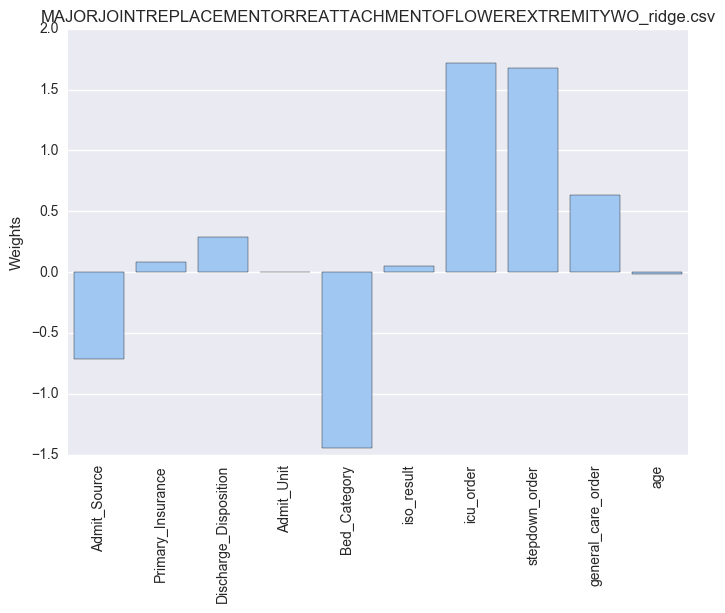 MAJORJOINTREPLACEMENTORREATTACHMENTOFLOWEREXTREMITYWO_ridge.csv
2.0
1.5
1.0
0.5
0.0
−0.5
−1.0
−1.5
Weights
Admit_Source
Primary_Insurance
Discharge_Disposition
Admit_Unit
Bed_Category
iso_result
icu_order
stepdown_order
general_care_order
age